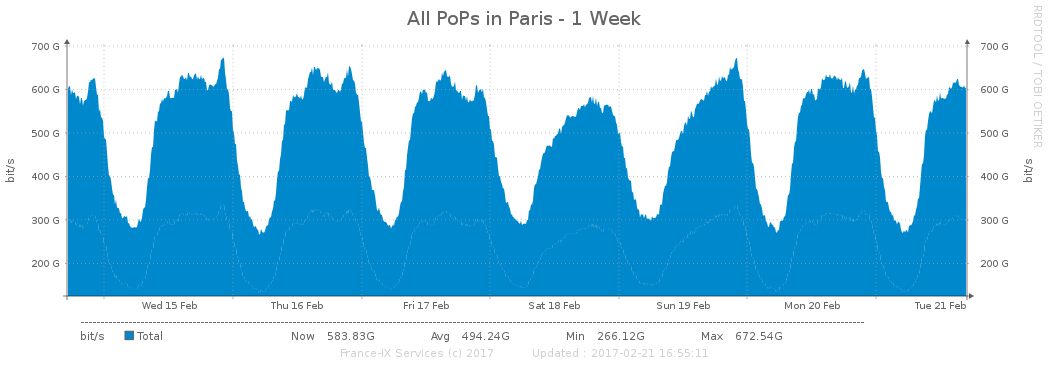 All PoPs in Paris - 1 Week
RRDTOOL / TOBI OETIKER
700 G 700 G
600 G 600 G
500 G 500 G
400 G 400 G
300 G 300 G
200 G 200 G
bit/s bit/s
Wed 15 Feb Thu 16 Feb Fri 17 Feb Sat 18 Feb Sun 19 Feb Mon 20 Feb Tue 21 Feb
bit/s Total Now 583.83G Avg 494.24G Min 266.12G Max 672.54G
France-IX Services (c) 2017 Updated : 2017-02-21 16:55:11